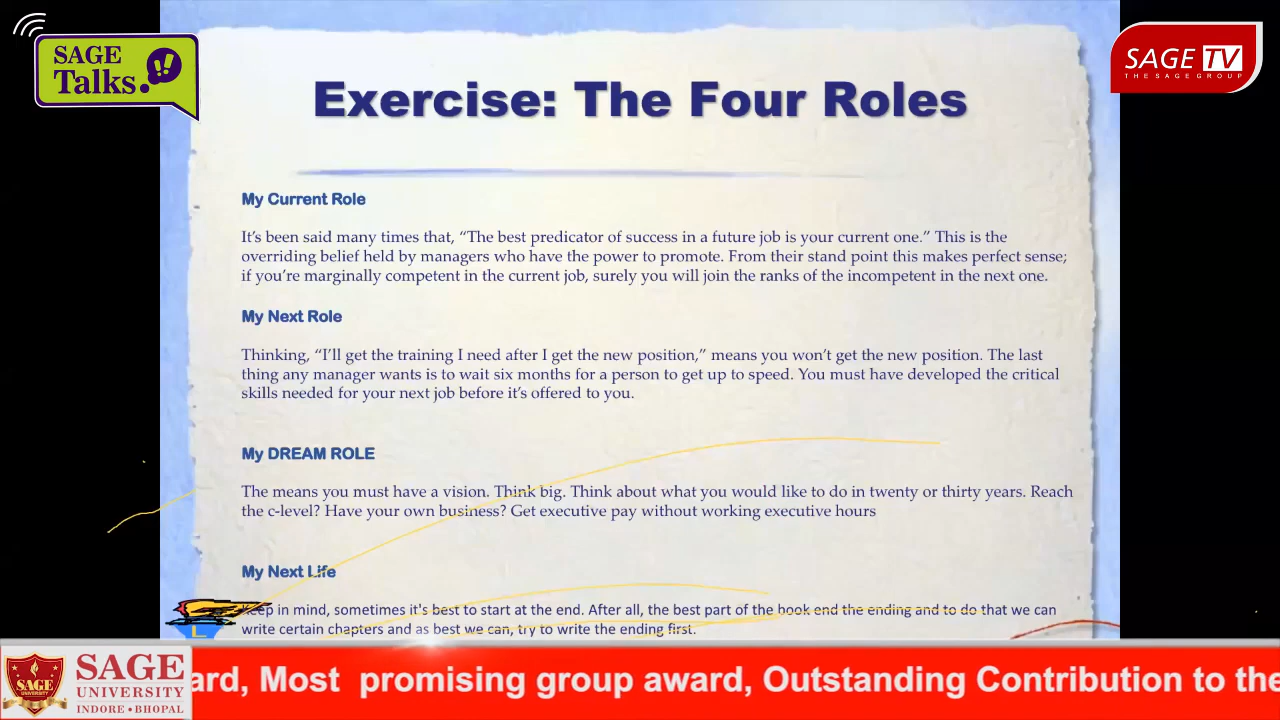 SAGE
Talks.
SAGE TV
THE SAGE GROUP
Exercise: The Four Roles
My Current Role
It’s been said many times that, “The best predicator of success in a future job is your current one.” This is the
overriding belief held by managers who have the power to promote. From their stand point this makes perfect sense;
if you’re marginally competent in the current job, surely you will join the ranks of the incompetent in the next one.
My Next Role
Thinking, “I’ll get the training I need after I get the new position,” means you won’t get the new position. The last
thing any manager wants is to wait six months for a person to get up to speed. You must have developed the critical
skills needed for your next job before it’s offered to you.
My DREAM ROLE
The means you must have a vision. Think big. Think about what you would like to do in twenty or thirty years. Reach
the c-level? Have your own business? Get executive pay without working executive hours
My Next Life
Keep in mind, sometimes it's best to start at the end. After all, the best part of the book end the ending and to do that we can
write certain chapters and as best we can, try to write the ending first.
SAGE
SAGE
UNIVERSITY
INDORE • BHOPAL
ard, Most promising group award, Outstanding Contribution to the